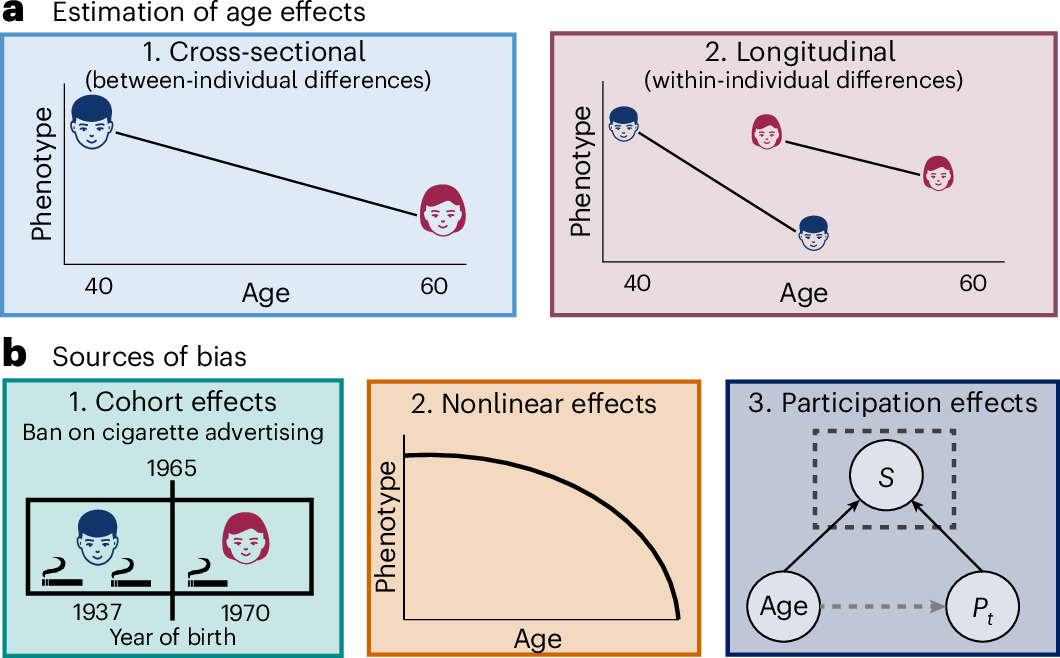 a Estimation of age effects
1. Cross-sectional
(between-individual differences)
Phenotype
40
60
Age
2. Longitudinal
(within-individual differences)
Phenotype
40
60
Age
b Sources of bias
1. Cohort effects
Ban on cigarette advertising
1965
1937
1970
Year of birth
2. Nonlinear effects
Phenotype
Age
3. Participation effects
S
Age
Pt